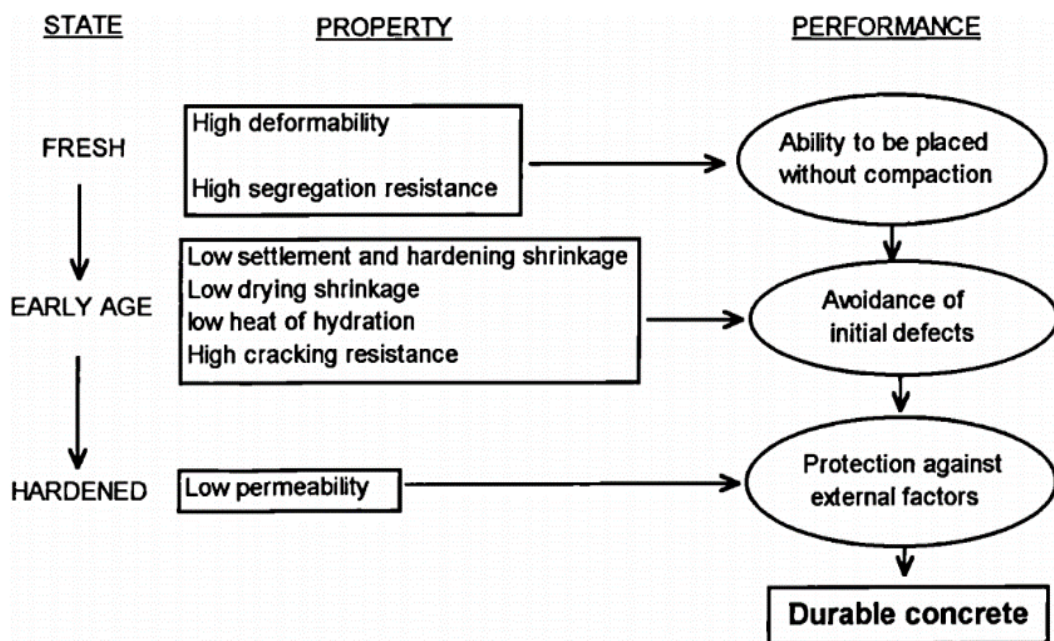 STATE
PROPERTY
PERFORMANCE
FRESH
High deformability
High segregation resistance
Ability to be placed
without compaction
EARLY AGE
Low settlement and hardening shrinkage
Low drying shrinkage
low heat of hydration
High cracking resistance
Avoidance of
initial defects
HARDENED
Low permeability
Protection against
external factors
Durable concrete